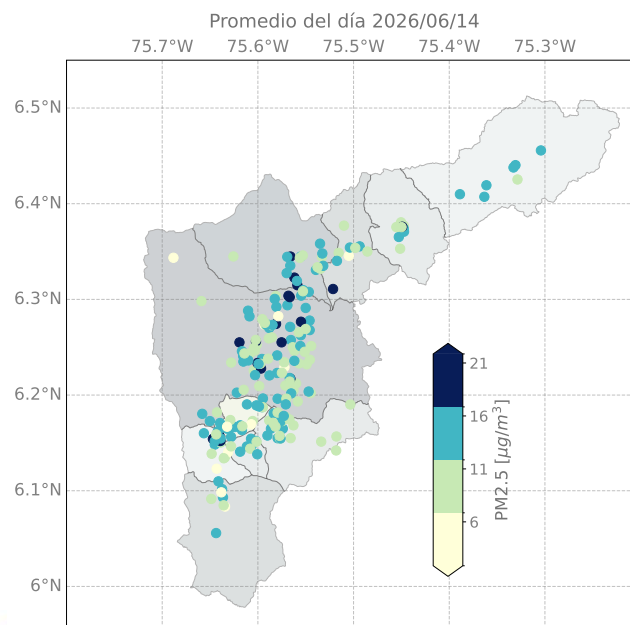 Promedio del día 2026/06/14
75.7°W 75.6°W 75.5°W 75.4°W 75.3°W
6.5°N
6.4°N
6.3°N
6.2°N
6.1°N
6°N
21
16
11
6
PM2.5 [μg/m³]